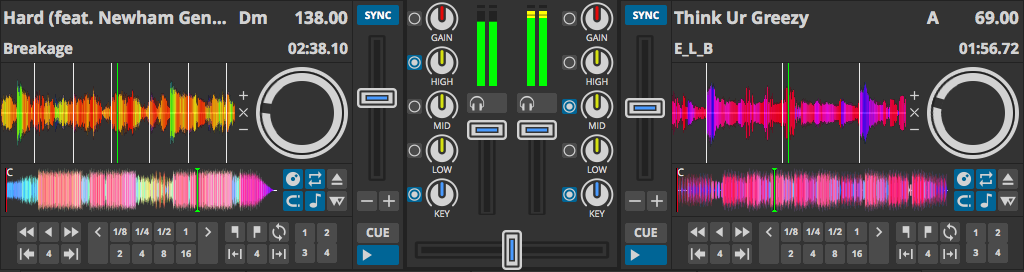 Hard (feat. Newham Gen... Dm 138.00
Breakage 02:38.10
C
1/8 1/4 1/2 1
4 2 4 8 16 4
1 2
3 4
SYNC
CUE
GAIN
HIGH
MID
LOW
KEY
GAIN
HIGH
MID
LOW
KEY
SYNC
CUE
Think Ur Greezy A 69.00
E_L_B 01:56.72
C
1/8 1/4 1/2 1
4 2 4 8 16 4
1 2
3 4